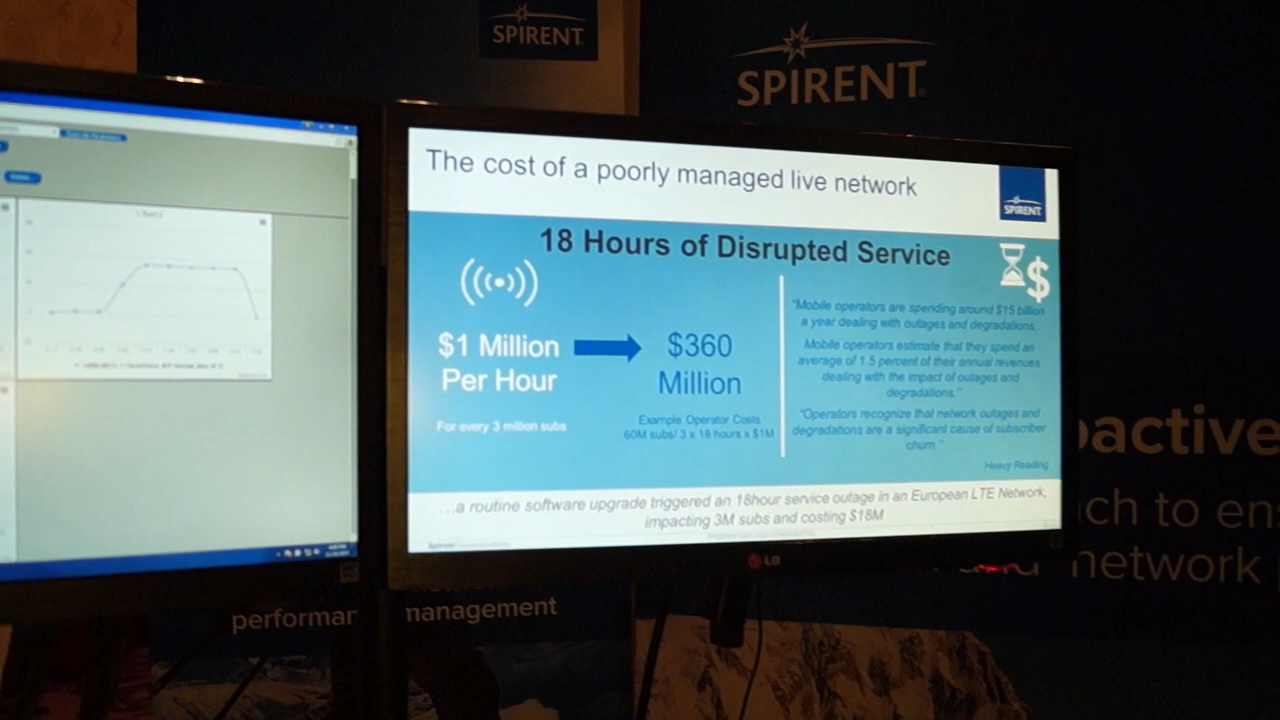 SPIRENT
SPIRENT
The cost of a poorly managed live network
SPIRENT
18 Hours of Disrupted Service
$1 Million
Per Hour
For every 3 million subs
$360
Million
Example Operator Costs
60M subs/ 3 x 18 hours x $1M
"Mobile operators are spending around $15 billion
a year dealing with outages and degradations.
Mobile operators estimate that they spend an
average of 1.5 percent of their annual revenues
dealing with the impact of outages and
degradations."
"Operators recognize that network outages and
degradations are a significant cause of subscriber
churn."
Heavy Reading
...a routine software upgrade triggered an 18hour service outage in an European LTE Network,
impacting 3M subs and costing $18M
LG
oactive
ch to en
network
performan management